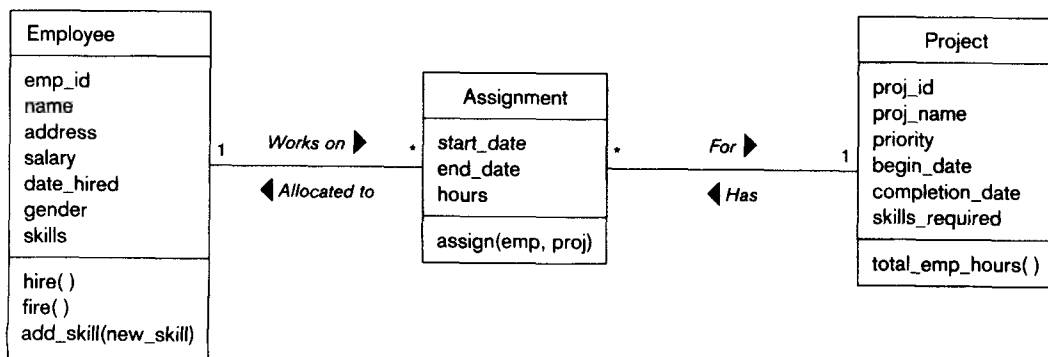 Employee
emp_id
name
address
salary
date_hired
gender
skills
hire( )
fire( )
add_skill(new_skill)
1
Works on
*
Allocated to
Assignment
start_date
end_date
hours
assign(emp, proj)
*
For
1
Has
Project
proj_id
proj_name
priority
begin_date
completion_date
skills_required
total_emp_hours( )